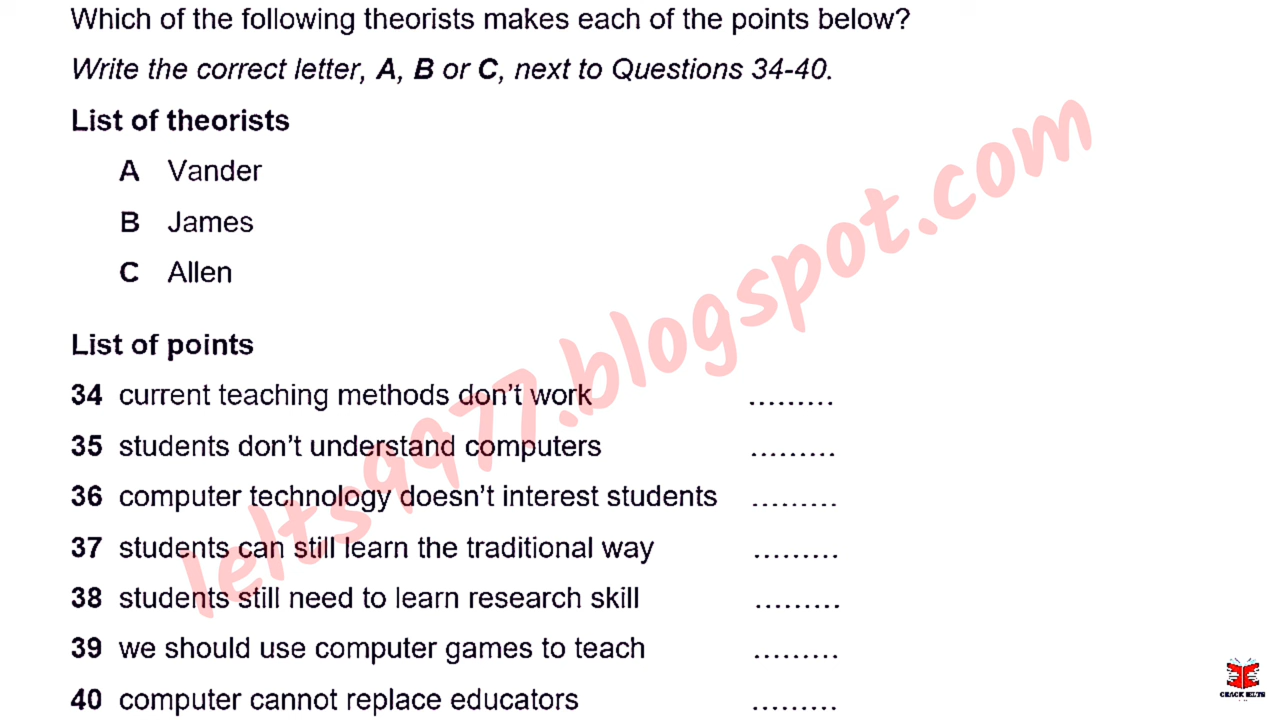 Which of the following theorists makes each of the points below?
Write the correct letter, A, B or C, next to Questions 34-40.
List of theorists
A Vander
B James
C Allen
List of points
34 current teaching methods don't work .........
35 students don't understand computers .........
36 computer technology doesn't interest students .........
37 students can still learn the traditional way .........
38 students still need to learn research skill .........
39 we should use computer games to teach .........
40 computer cannot replace educators .........
Ielts9977.blogspot.com
CRACK IELTS